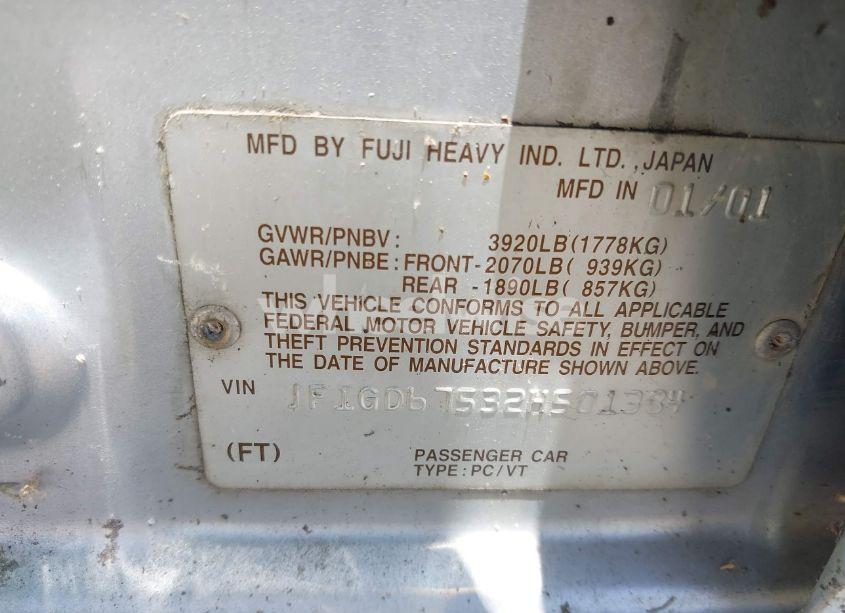 MFD BY FUJI HEAVY IND. LTD., JAPAN
MFD IN 01/01
GVWR/PNBV: 3920LB(1778KG)
GAWR/PNBE: FRONT-2070LB( 939KG)
REAR -1890LB( 857KG)
THIS VEHICLE CONFORMS TO ALL APPLICABLE
FEDERAL MOTOR VEHICLE SAFETY, BUMPER, AND
THEFT PREVENTION STANDARDS IN EFFECT ON
THE DATE OF MANUFACTURE SHOWN ABOVE.
VIN JF1GD67532H501384
(FT) PASSENGER CAR
TYPE: PC/VT